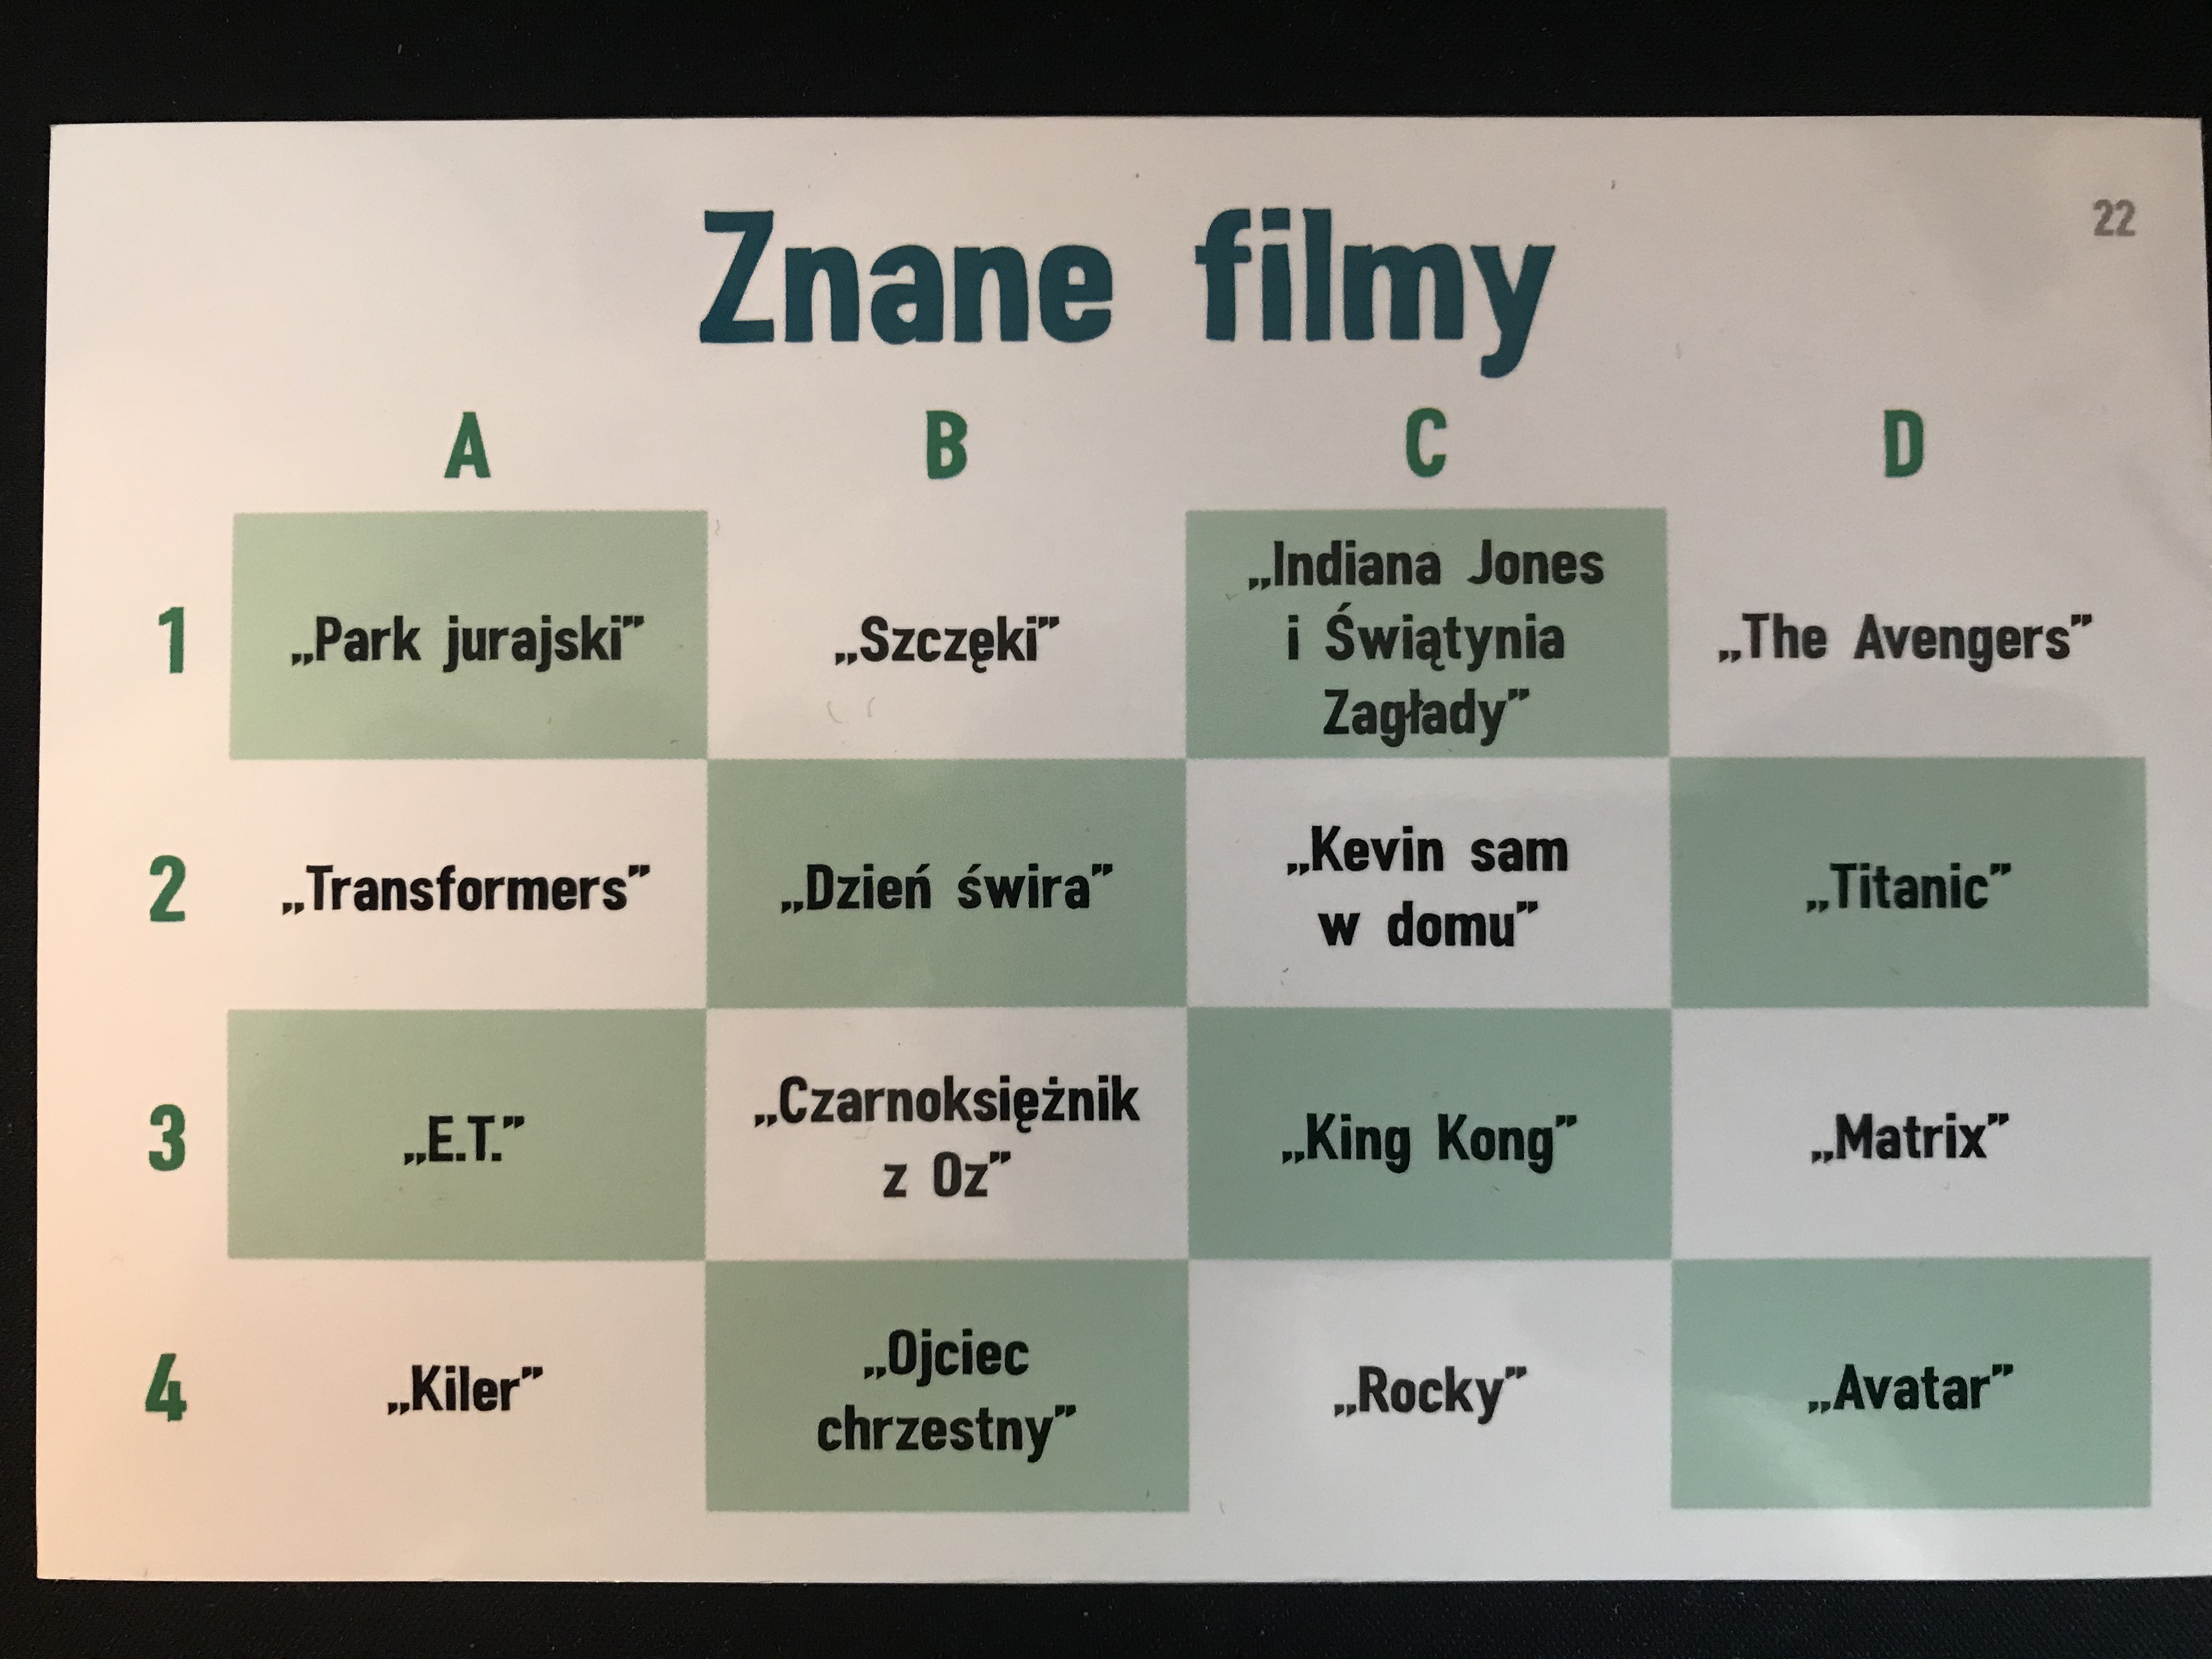 Znane filmy
22
A B C D
1
„Park jurajski”
„Szczęki”
„Indiana Jones
i Świątynia
Zagłady”
„The Avengers”
2
„Transformers”
„Dzień świra”
„Kevin sam
w domu”
„Titanic”
3
„E.T.”
„Czarnoksiężnik
z Oz”
„King Kong”
„Matrix”
4
„Kiler”
„Ojciec
chrzestny”
„Rocky”
„Avatar”